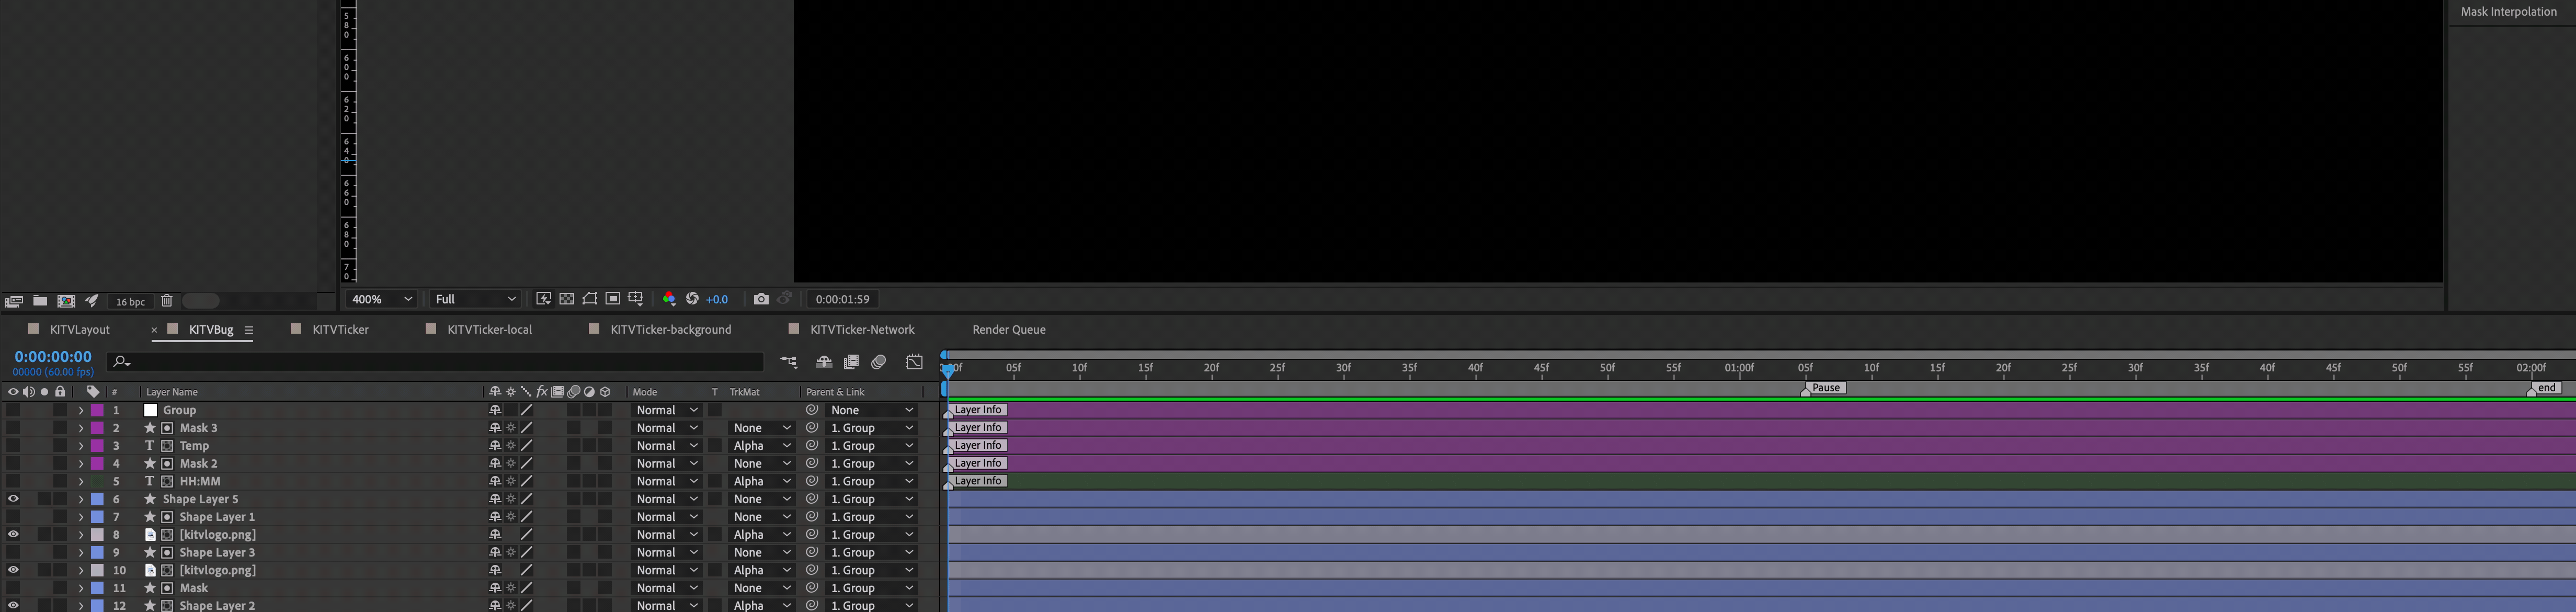 Mask Interpolation
580
600
620
640
660
680
70
16 bpc
400%
Full
+0.0
0:00:01:59
KITVLayout
× KITVBug
KITVTicker
KITVTicker-local
KITVTicker-background
KITVTicker-Network
Render Queue
0:00:00:00
00000 (60.00 fps)
:00f 05f 10f 15f 20f 25f 30f 35f 40f 45f 50f 55f 01:00f 05f 10f 15f 20f 25f 30f 35f 40f 45f 50f 55f 02:00f
Pause end
# Layer Name fx Mode T TrkMat Parent & Link
1 Group Normal None Layer Info
2 Mask 3 Normal None 1. Group Layer Info
3 T Temp Normal Alpha 1. Group Layer Info
4 Mask 2 Normal None 1. Group Layer Info
5 T HH:MM Normal Alpha 1. Group Layer Info
6 Shape Layer 5 Normal None 1. Group
7 Shape Layer 1 Normal None 1. Group
8 [kitvlogo.png] Normal Alpha 1. Group
9 Shape Layer 3 Normal None 1. Group
10 [kitvlogo.png] Normal Alpha 1. Group
11 Mask Normal None 1. Group
12 Shape Layer 2 Normal Alpha 1. Group